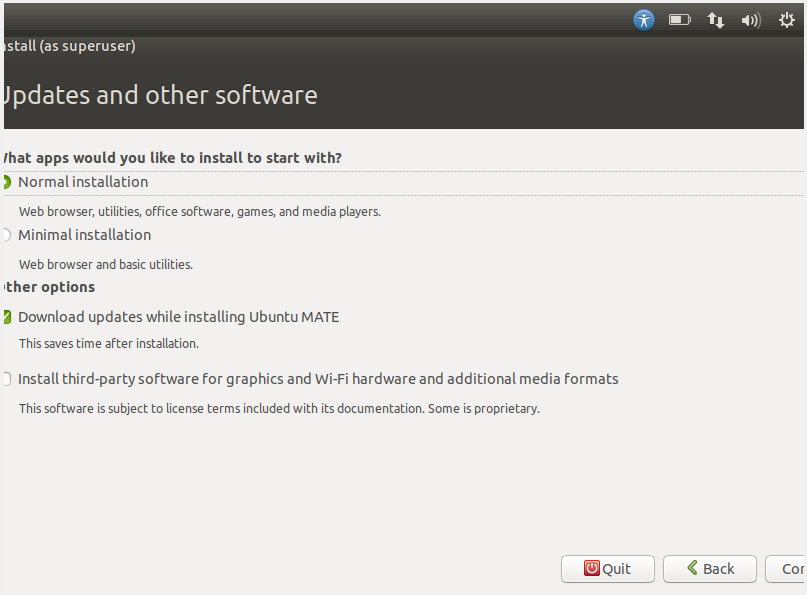 nstall (as superuser)
Updates and other software
What apps would you like to install to start with?
Normal installation
Web browser, utilities, office software, games, and media players.
Minimal installation
Web browser and basic utilities.
Other options
Download updates while installing Ubuntu MATE
This saves time after installation.
Install third-party software for graphics and Wi-Fi hardware and additional media formats
This software is subject to license terms included with its documentation. Some is proprietary.
Quit
Back
Con